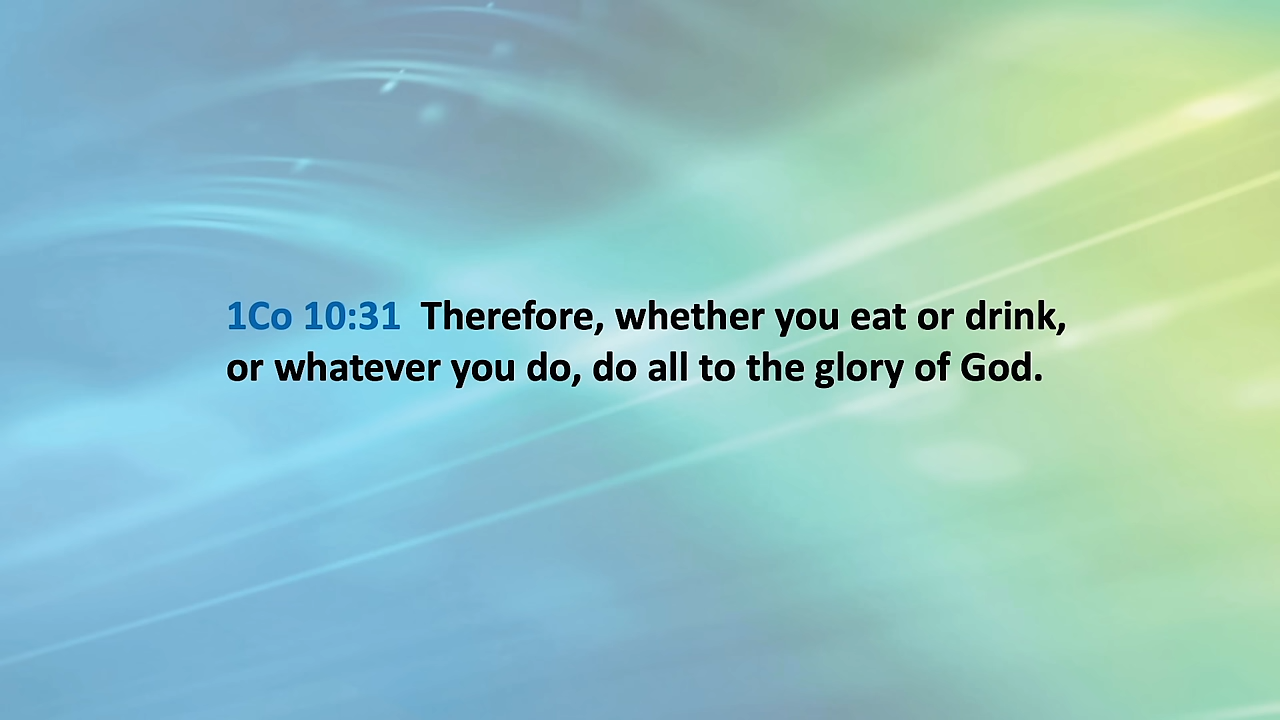 1Co 10:31  Therefore, whether you eat or drink,
or whatever you do, do all to the glory of God.